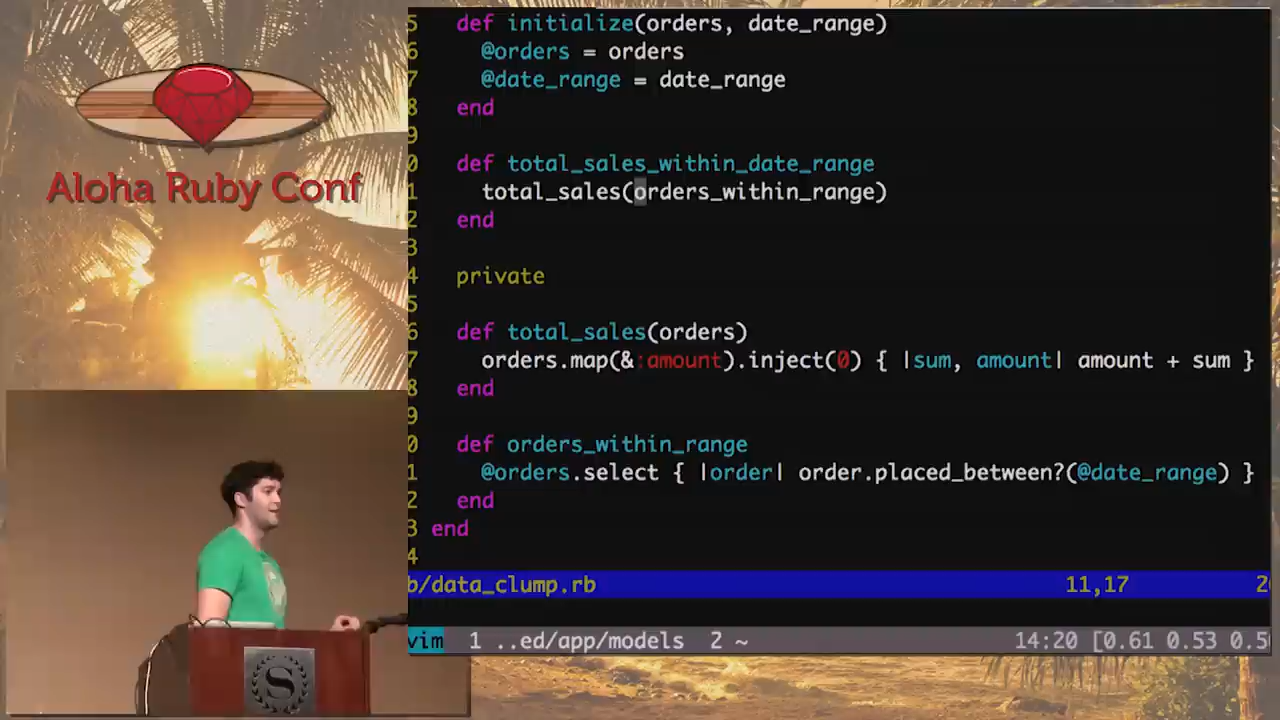 Aloha Ruby Conf
5 def initialize(orders, date_range)
6 @orders = orders
7 @date_range = date_range
8 end
9
0 def total_sales_within_date_range
1 total_sales(orders_within_range)
2 end
3
4 private
5
6 def total_sales(orders)
7 orders.map(&:amount).inject(0) { |sum, amount| amount + sum }
8 end
9
0 def orders_within_range
1 @orders.select { |order| order.placed_between?(@date_range) }
2 end
3 end
4
b/data_clump.rb 11,17 2
vim 1 ..ed/app/models 2 ~ 14:20 [0.61 0.53 0.5
S